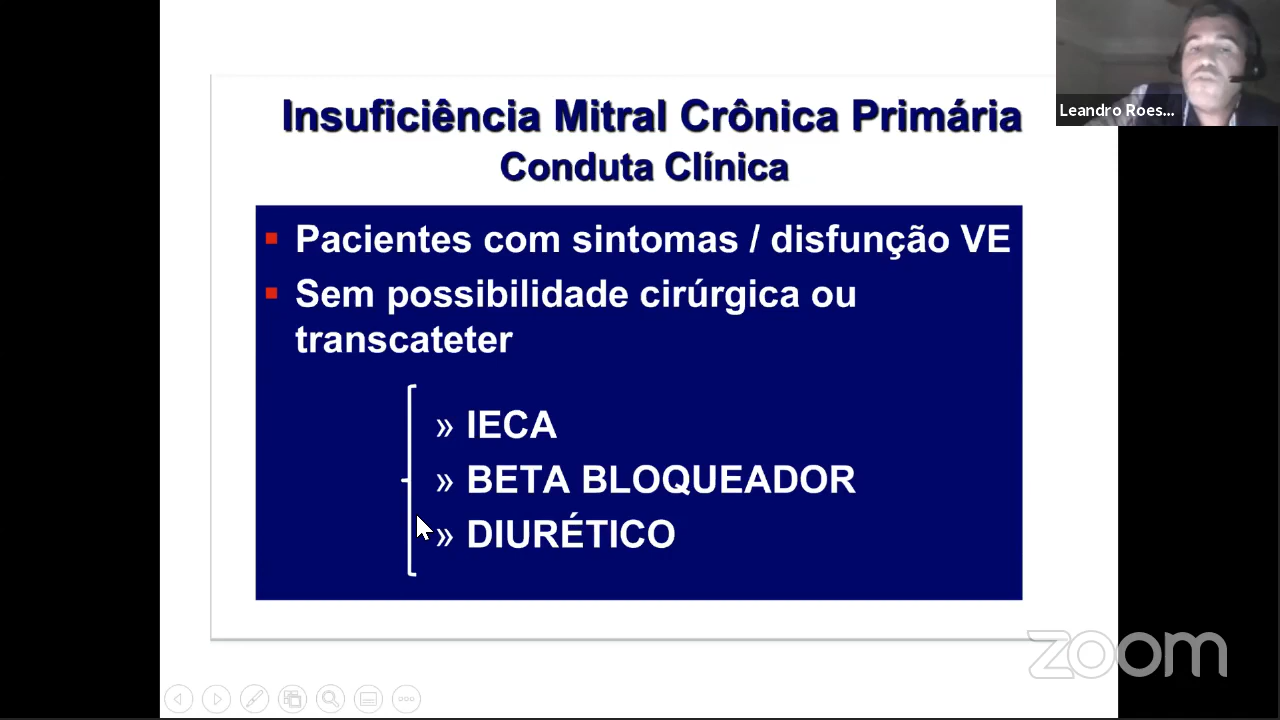 Insuficiência Mitral Crônica Primária
Conduta Clínica
Pacientes com sintomas / disfunção VE
Sem possibilidade cirúrgica ou
transcateter
» IECA
» BETA BLOQUEADOR
» DIURÉTICO
Leandro Roes...
zoom